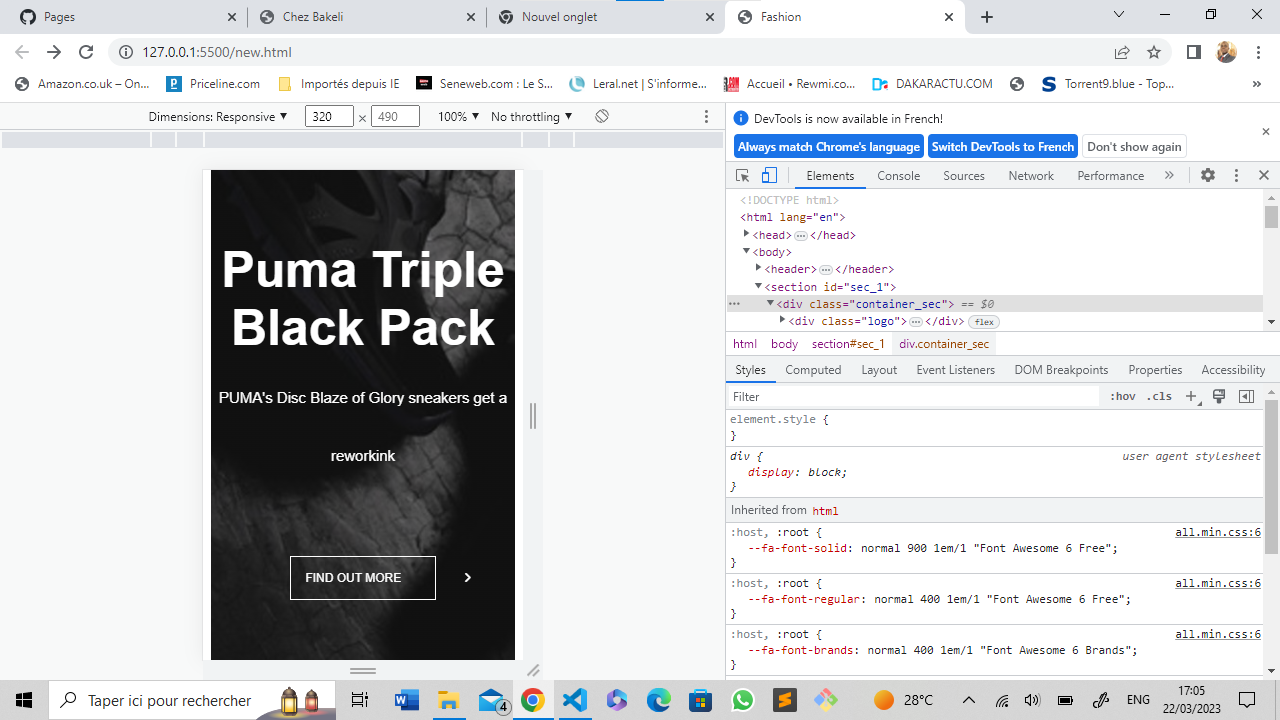 Pages
Chez Bakeli
Nouvel onglet
Fashion
127.0.0.1:5500/new.html
Amazon.co.uk – On...
Priceline.com
Importés depuis IE
Seneweb.com : Le S...
Leral.net | S'informe...
Accueil • Rewmi.co...
DAKARACTU.COM
Torrent9.blue - Top...
»
Dimensions: Responsive ▼ 320 × 490 100% ▼ No throttling ▼
Puma Triple
Black Pack
PUMA's Disc Blaze of Glory sneakers get a
reworkink
FIND OUT MORE
DevTools is now available in French!
Always match Chrome's language
Switch DevTools to French
Don't show again
Elements Console Sources Network Performance »
<!DOCTYPE html>
<html lang="en">
<head>…</head>
<body>
<header>…</header>
<section id="sec_1">
<div class="container_sec"> == $0
<div class="logo">…</div> flex
html body section#sec_1 div.container_sec
Styles Computed Layout Event Listeners DOM Breakpoints Properties Accessibility
Filter :hov .cls
element.style {
}
div { user agent stylesheet
display: block;
}
Inherited from html
:host, :root { all.min.css:6
--fa-font-solid: normal 900 1em/1 "Font Awesome 6 Free";
}
:host, :root { all.min.css:6
--fa-font-regular: normal 400 1em/1 "Font Awesome 6 Free";
}
:host, :root { all.min.css:6
--fa-font-brands: normal 400 1em/1 "Font Awesome 6 Brands";
}
Taper ici pour rechercher
4
28°C
ENG
17:05
22/03/2023